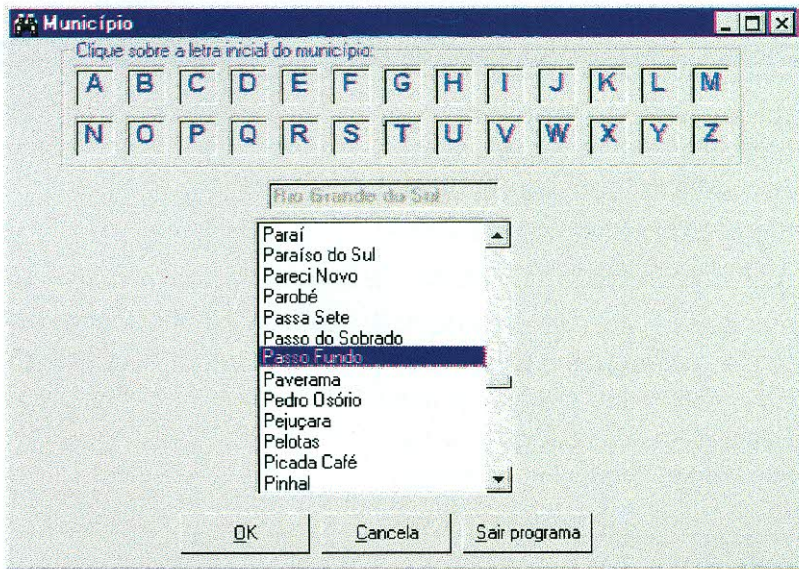 Município
Clique sobre a letra inicial do município:
A B C D E F G H I J K L M
N O P Q R S T U V W X Y Z
Rio Grande do Sul
Paraí
Paraíso do Sul
Pareci Novo
Parobé
Passa Sete
Passo do Sobrado
Passo Fundo
Paverama
Pedro Osório
Pejuçara
Pelotas
Picada Café
Pinhal
OK Cancela Sair programa